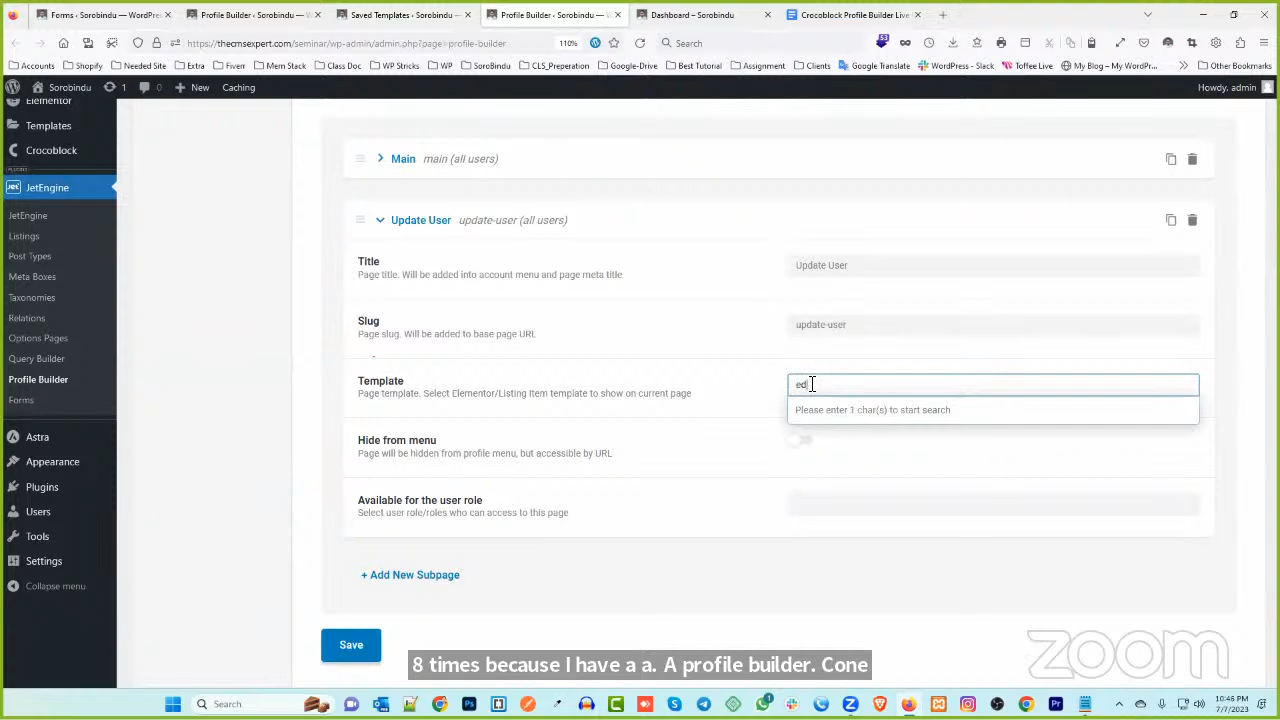 Forms ‹ Sorobindu — WordPres
Profile Builder ‹ Sorobindu — W
Saved Templates ‹ Sorobindu —
Profile Builder ‹ Sorobindu — W
Dashboard – Sorobindu
Crocoblock Profile Builder Live C
https://thecmsexpert.com/seminar/wp-admin/admin.php?page=profile-builder
110%
Search
53
Accounts
Shopify
Needed Site
Extra
Fiverr
Mem Stack
Class Doc
WP Stricks
WP
SoroBindu
CLS_Preperation
Google-Drive
Best Tutorial
Assignment
Clients
Google Translate
WordPress - Slack
Toffee Live
My Blog – My WordPr...
Other Bookmarks
Sorobindu
1
0
New
Caching
Howdy, admin
Elementor
Templates
Crocoblock
PLUGINS
JetEngine
JetEngine
Listings
Post Types
Meta Boxes
Taxonomies
Relations
Options Pages
Query Builder
Profile Builder
Forms
Astra
Appearance
Plugins
Users
Tools
Settings
Collapse menu
Main main (all users)
Update User update-user (all users)
Title
Page title. Will be added into account menu and page meta title
Update User
Slug
Page slug. Will be added to base page URL
update-user
Template
Page template. Select Elementor/Listing Item template to show on current page
ed
Please enter 1 char(s) to start search
Hide from menu
Page will be hidden from profile menu, but accessible by URL
Available for the user role
Select user role/roles who can access to this page
+ Add New Subpage
Save
zoom
8 times because I have a a. A profile builder. Cone
Search
1
10:46 PM
7/7/2023